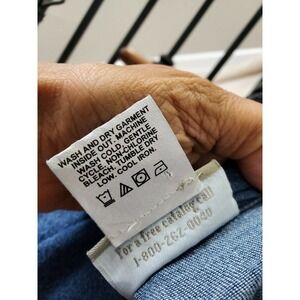 WASH AND DRY GARMENT
INSIDE OUT. MACHINE
WASH COLD, GENTLE
CYCLE, NON-CHLORINE
BLEACH, TUMBLE DRY
LOW. COOL IRON.
for a free catalog call
1-800-262-0040